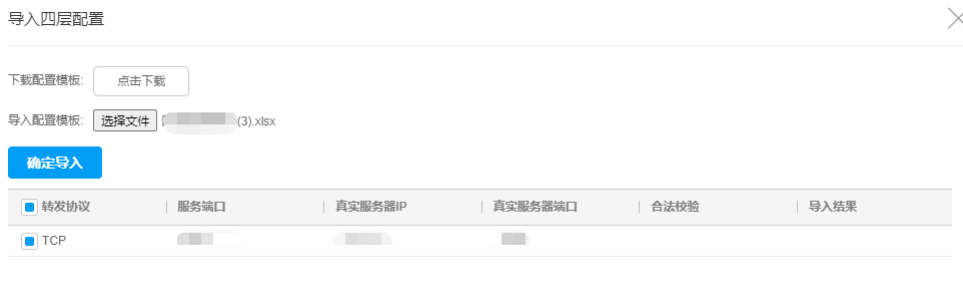 导入四层配置
下载配置模板: 点击下载
导入配置模板: 选择文件 (3).xlsx
确定导入
转发协议 服务端口 真实服务器IP 真实服务器端口 合法校验 导入结果
TCP